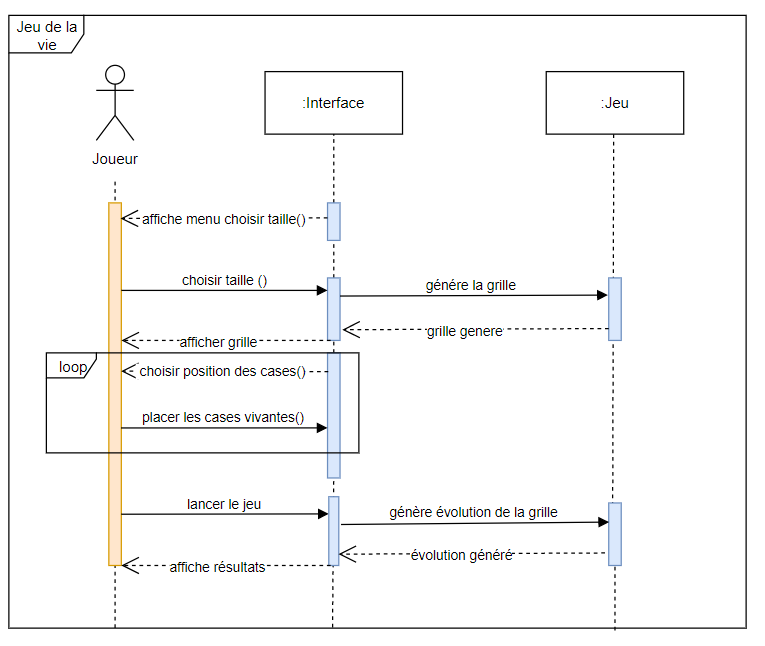 Jeu de la
vie
:Interface
:Jeu
Joueur
affiche menu choisir taille()
choisir taille ()
génére la grille
grille genere
afficher grille
loop
choisir position des cases()
placer les cases vivantes()
lancer le jeu
génère évolution de la grille
évolution généré
affiche résultats